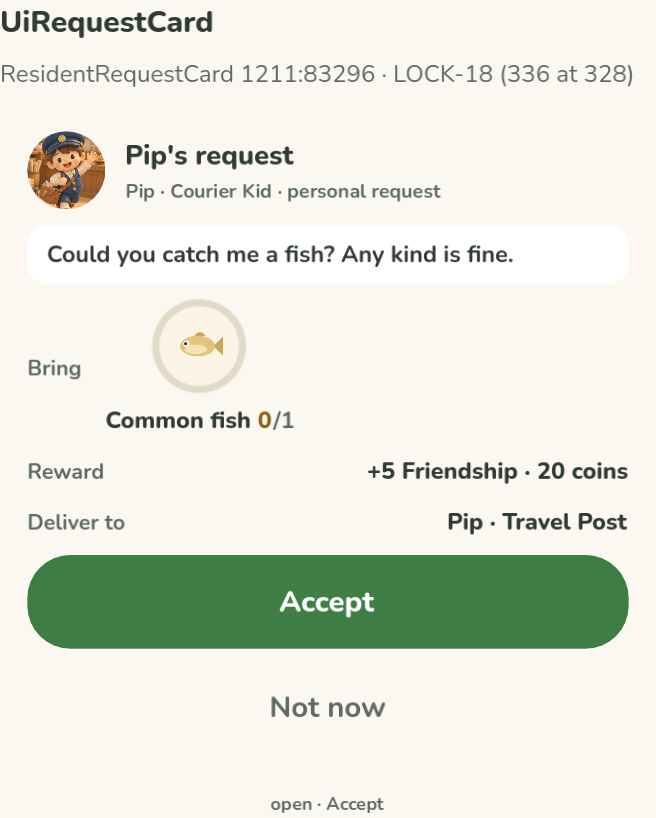 UiRequestCard
ResidentRequestCard 1211:83296 · LOCK-18 (336 at 328)
Pip's request
Pip · Courier Kid · personal request
Could you catch me a fish? Any kind is fine.
Bring
Common fish 0/1
Reward +5 Friendship · 20 coins
Deliver to Pip · Travel Post
Accept
Not now
open · Accept